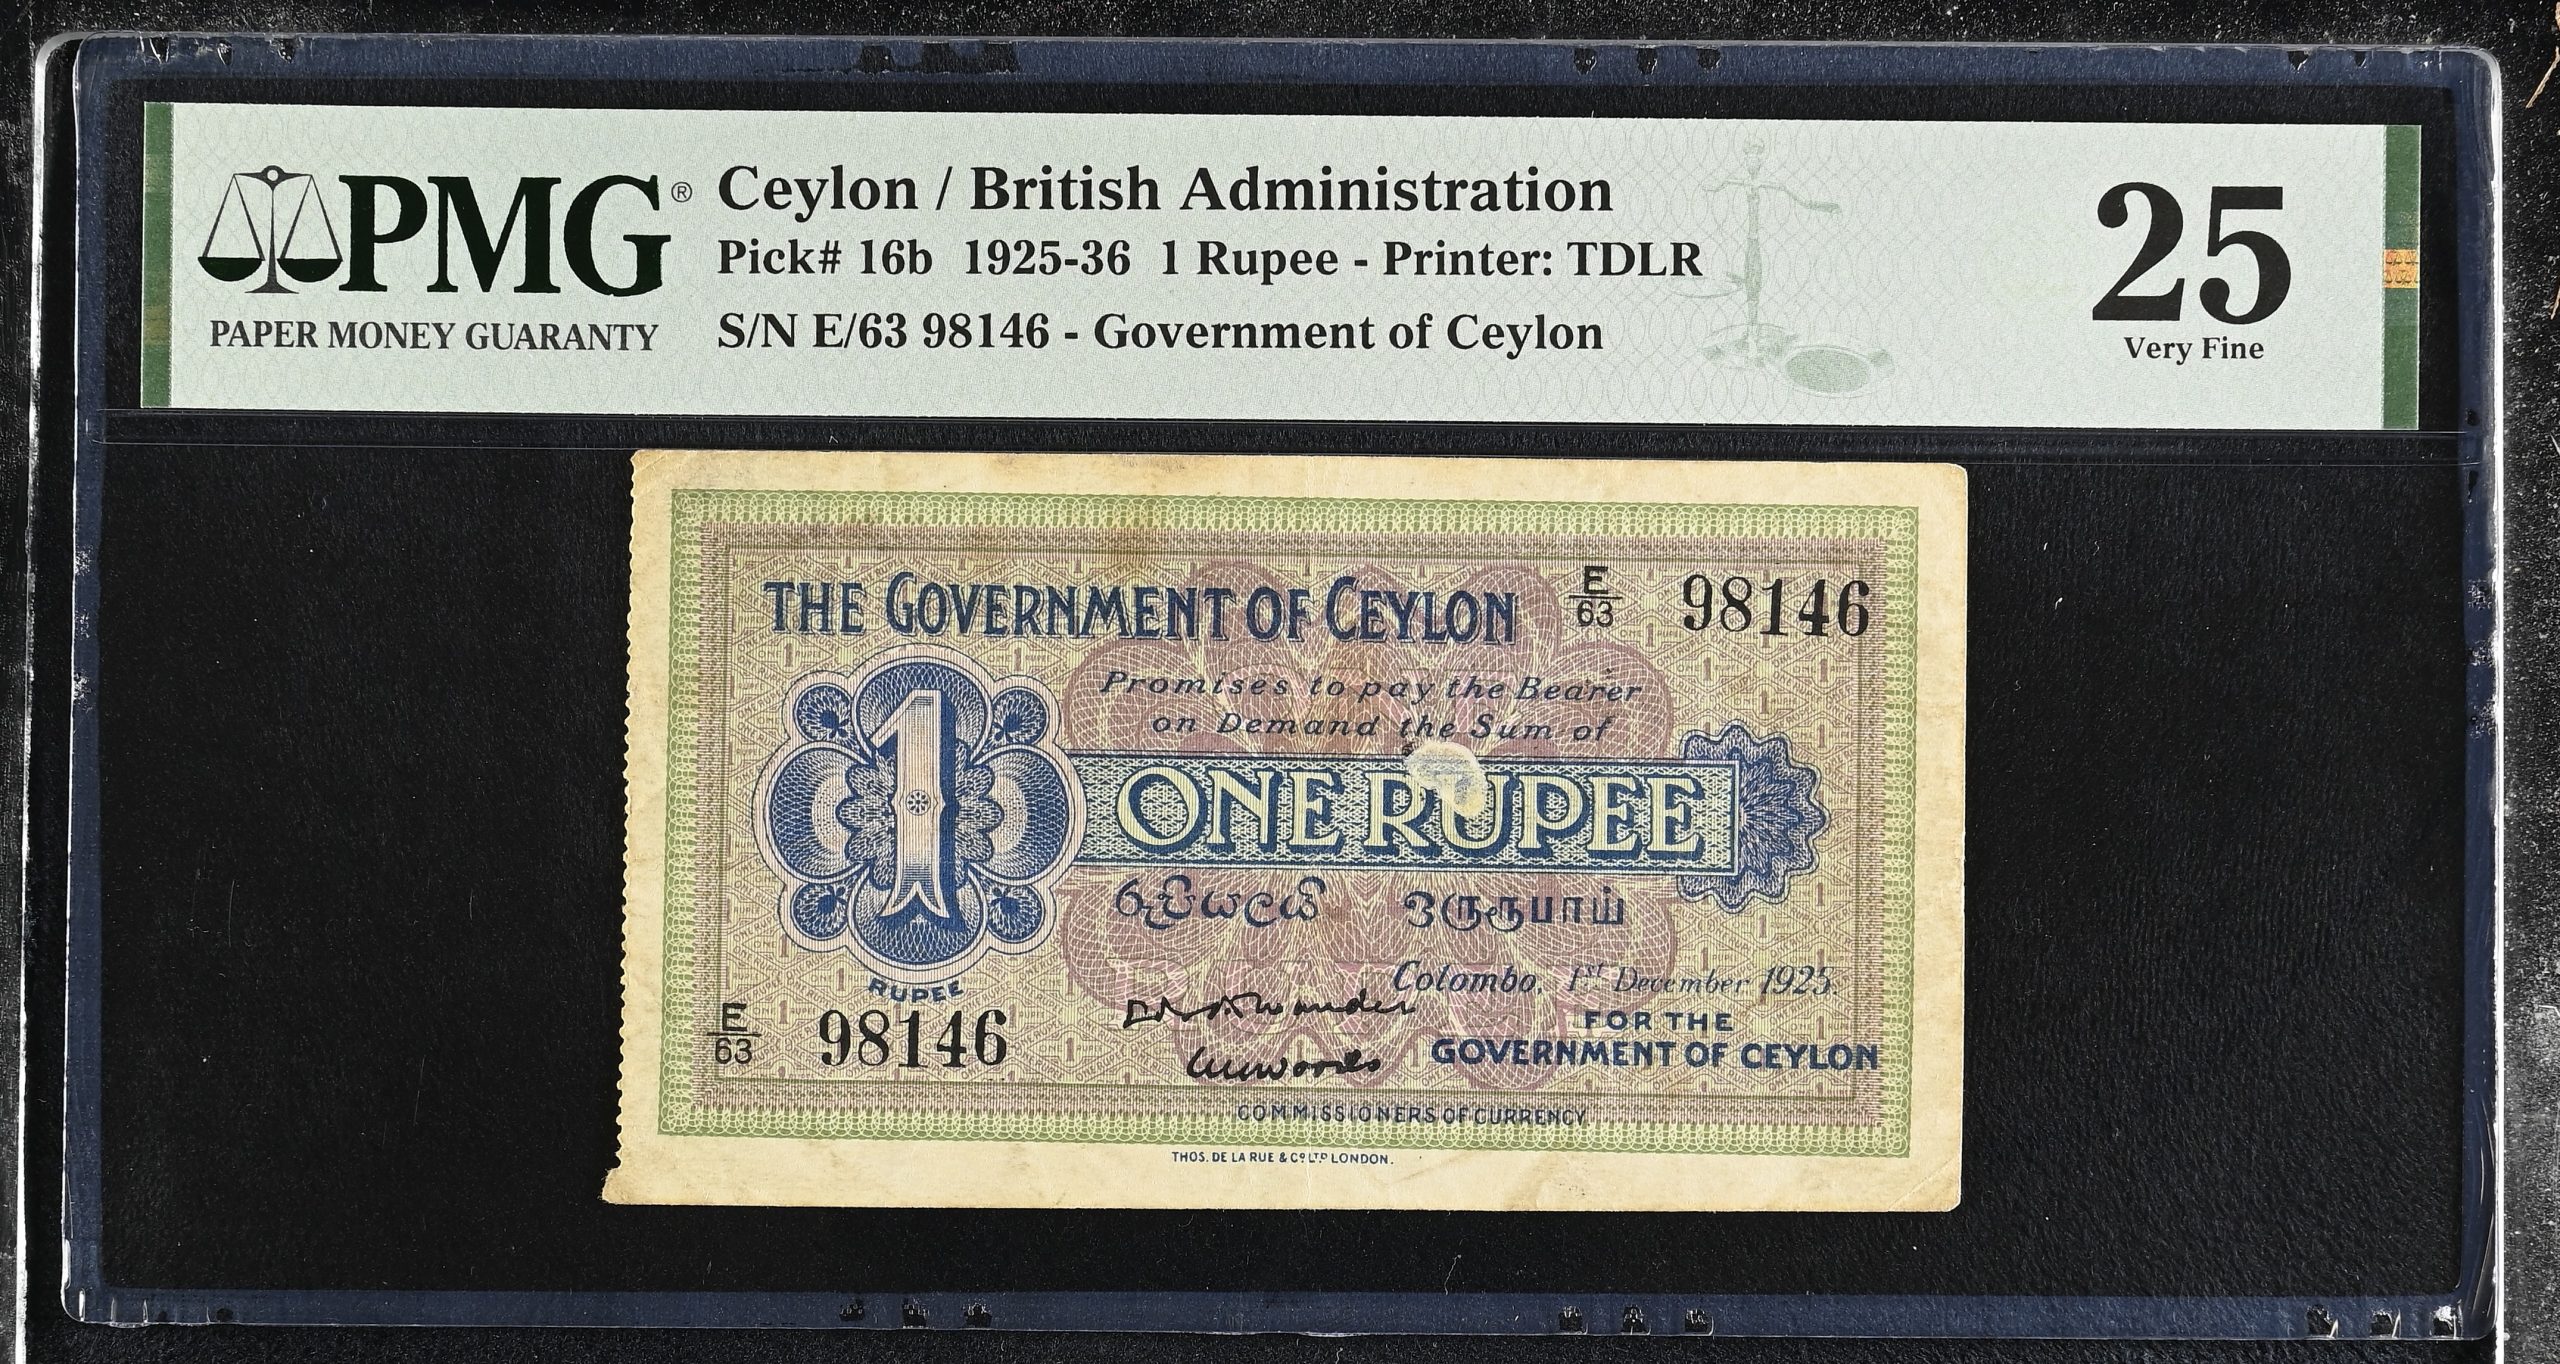 PMG®
PAPER MONEY GUARANTY
Ceylon / British Administration
Pick# 16b 1925-36 1 Rupee - Printer: TDLR
S/N E/63 98146 - Government of Ceylon
25
Very Fine
THE GOVERNMENT OF CEYLON
E/63 98146
Promises to pay the Bearer
on Demand the Sum of
1
ONE RUPEE
රුපියලයි ஒருரூபாய்
RUPEE
Colombo, 1st December 1925.
E/63 98146
FOR THE
GOVERNMENT OF CEYLON
COMMISSIONERS OF CURRENCY.
THOS. DE LA RUE & CO LTD LONDON.